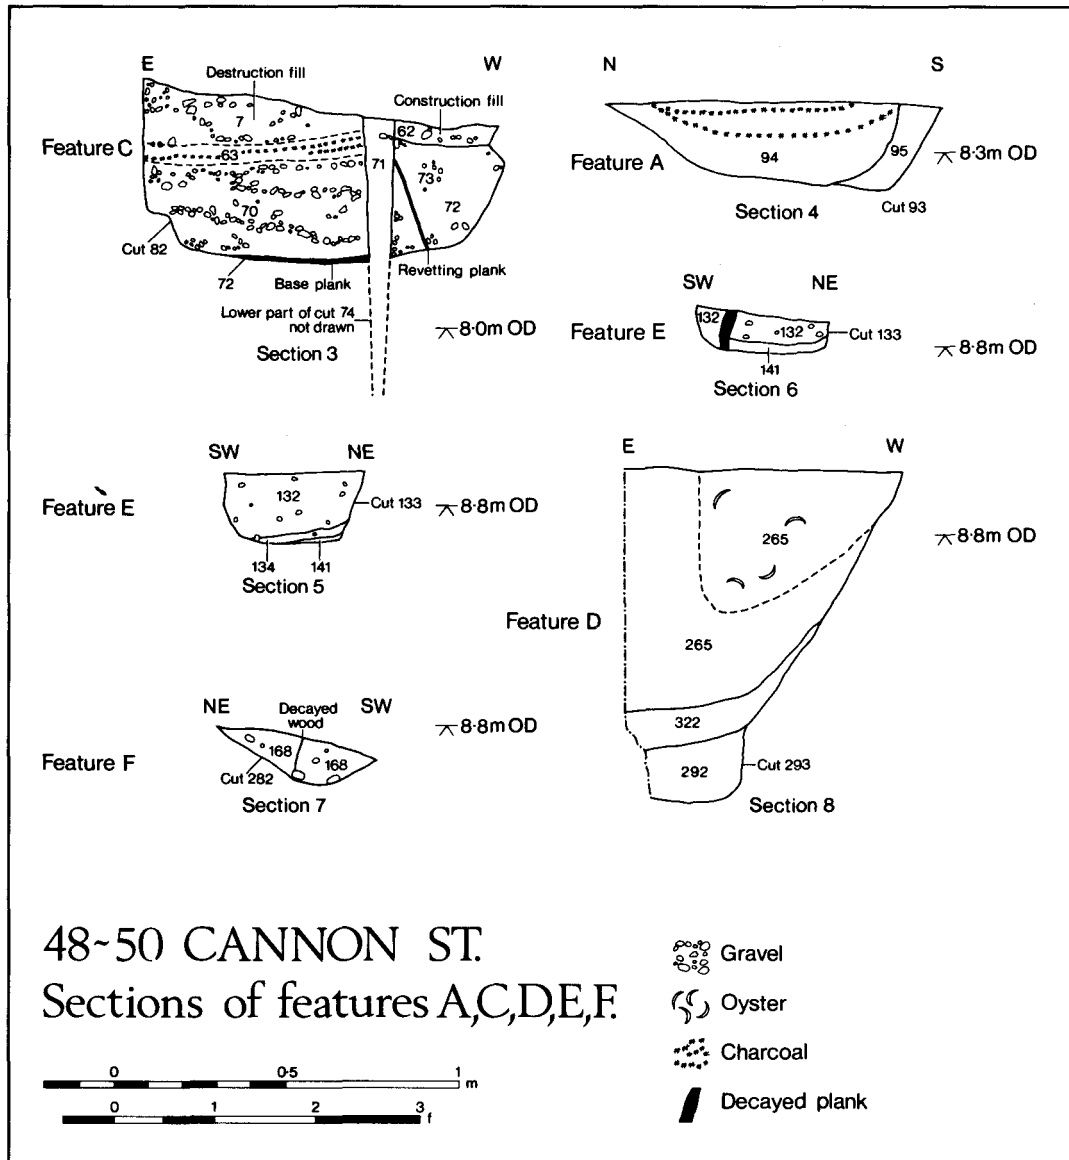 E
W
Destruction fill
Construction fill
7
62
Feature C
63
71
73
70
72
Cut 82
72
Base plank
Revetting plank
Lower part of cut 74
not drawn
8·0m OD
Section 3
N
S
Feature A
94
95
8·3m OD
Cut 93
Section 4
SW
NE
Feature E
132
132
Cut 133
8·8m OD
141
Section 6
SW
NE
Feature E
132
Cut 133
8·8m OD
134
141
Section 5
E
W
265
8·8m OD
Feature D
265
322
292
Cut 293
Section 8
NE
Decayed
wood
SW
8·8m OD
Feature F
168
168
Cut 282
Section 7
48~50 CANNON ST.
Sections of features A,C,D,E,F.
0
0·5
1
m
0
1
2
3
f
Gravel
Oyster
Charcoal
Decayed plank